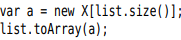 var a = new X[list.size()];
list.toArray(a);